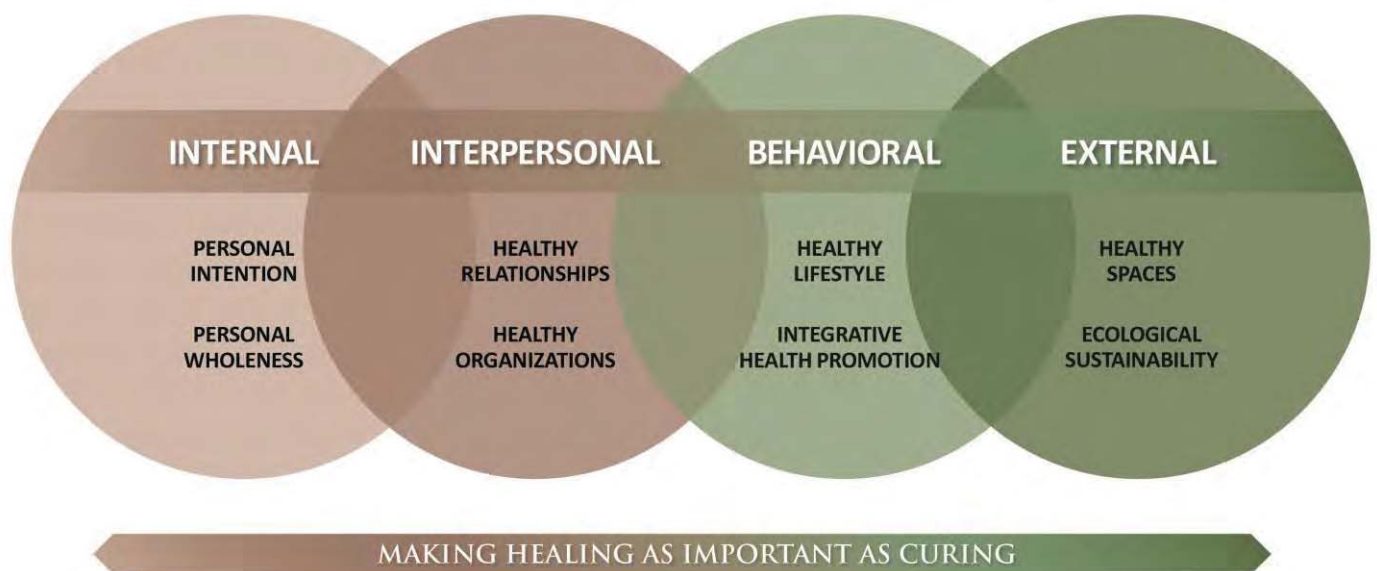 INTERNAL
INTERPERSONAL
BEHAVIORAL
EXTERNAL
PERSONAL
INTENTION
HEALTHY
RELATIONSHIPS
HEALTHY
LIFESTYLE
HEALTHY
SPACES
PERSONAL
WHOLENESS
HEALTHY
ORGANIZATIONS
INTEGRATIVE
HEALTH PROMOTION
ECOLOGICAL
SUSTAINABILITY
MAKING HEALING AS IMPORTANT AS CURING